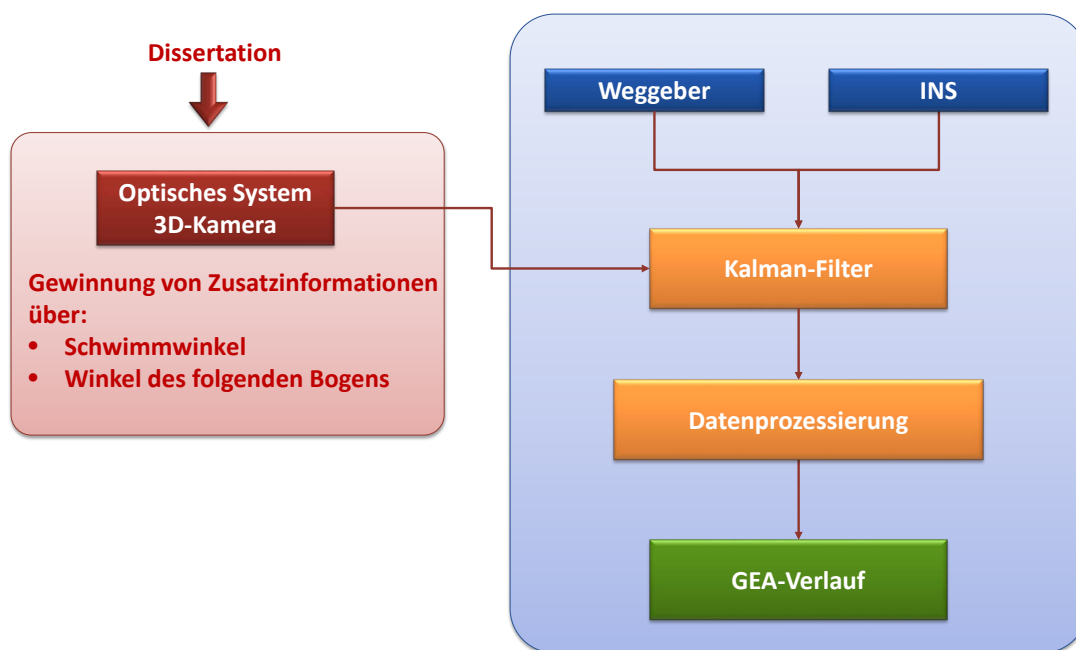 Dissertation
Optisches System
3D-Kamera
Gewinnung von Zusatzinformationen
über:
• Schwimmwinkel
• Winkel des folgenden Bogens
Weggeber
INS
Kalman-Filter
Datenprozessierung
GEA-Verlauf